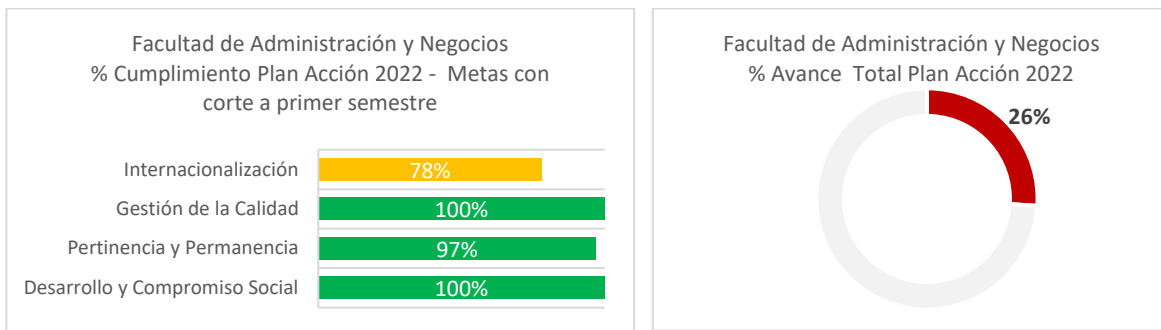 Facultad de Administración y Negocios
% Cumplimiento Plan Acción 2022 - Metas con
corte a primer semestre
Internacionalización
78%
Gestión de la Calidad
100%
Pertinencia y Permanencia
97%
Desarrollo y Compromiso Social
100%
Facultad de Administración y Negocios
% Avance Total Plan Acción 2022
26%